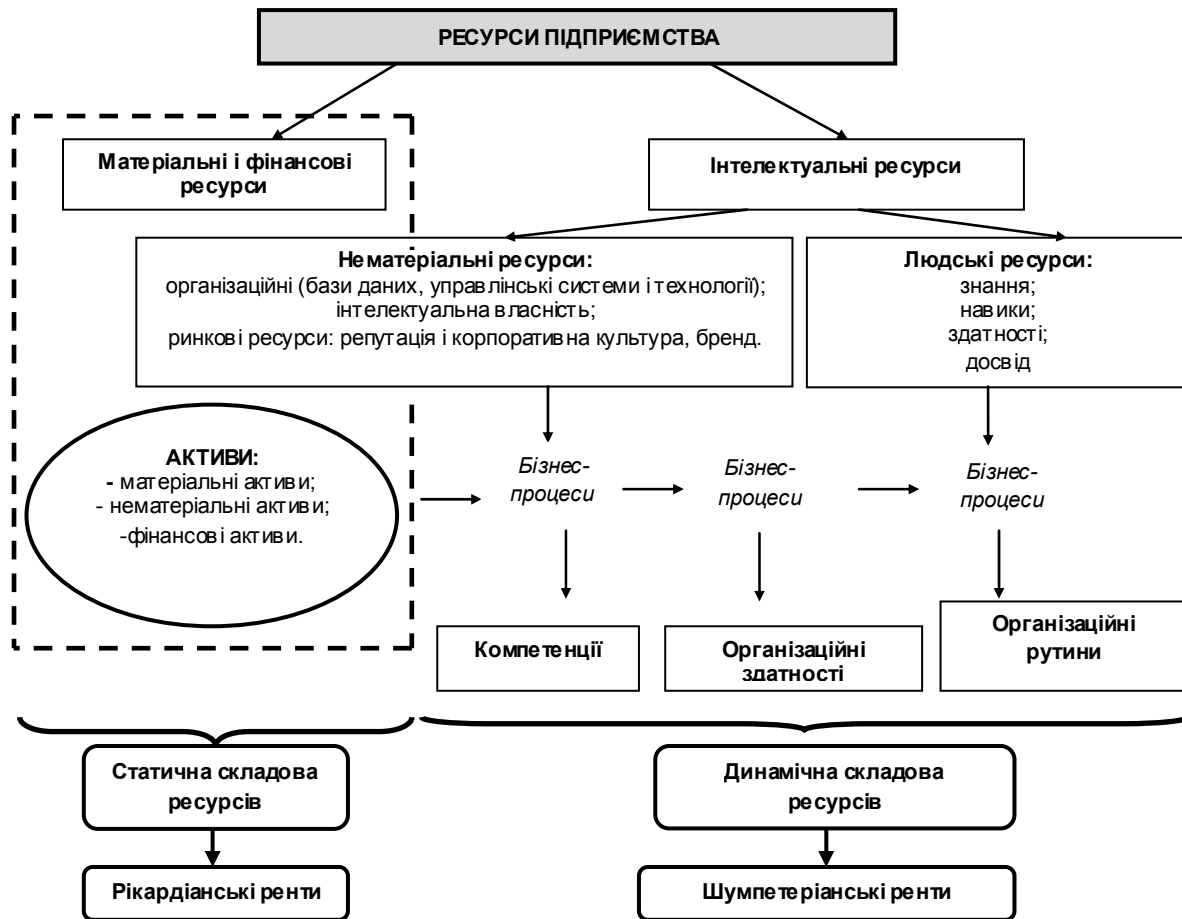 РЕСУРСИ ПІДПРИЄМСТВА
Матеріальні і фінансові
ресурси
Інтелектуальні ресурси
Нематеріальні ресурси:
організаційні (бази даних, управлінські системи і технології);
інтелектуальна власність;
ринкові ресурси: репутація і корпоративна культура, бренд.
Людські ресурси:
знання;
навики;
здатності;
досвід
АКТИВИ:
- матеріальні активи;
- нематеріальні активи;
-фінансові активи.
Бізнес-
процеси
Бізнес-
процеси
Бізнес-
процеси
Компетенції
Організаційні
здатності
Організаційні
рутини
Статична складова
ресурсів
Динамічна складова
ресурсів
Рікардіанські ренти
Шумпетеріанські ренти